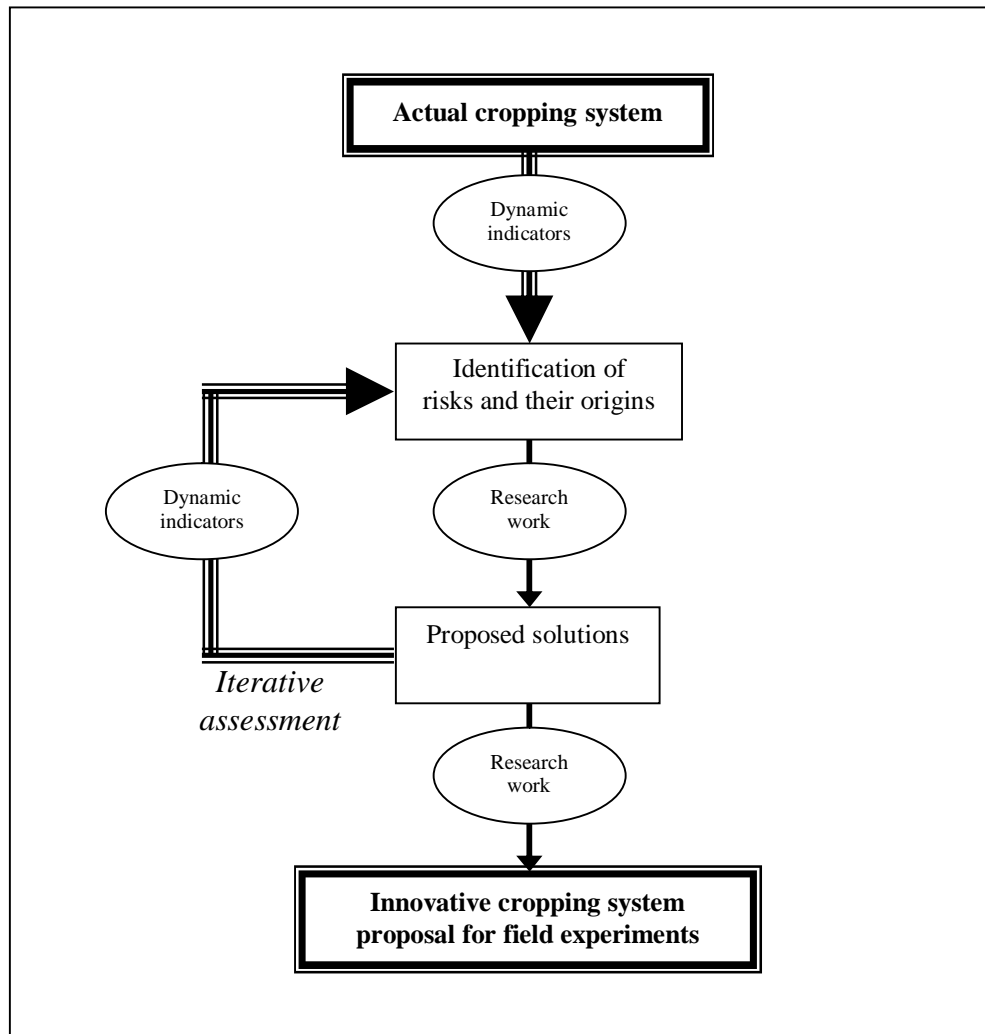 Actual cropping system
Dynamic
indicators
Identification of
risks and their origins
Dynamic
indicators
Research
work
Proposed solutions
Iterative
assessment
Research
work
Innovative cropping system
proposal for field experiments